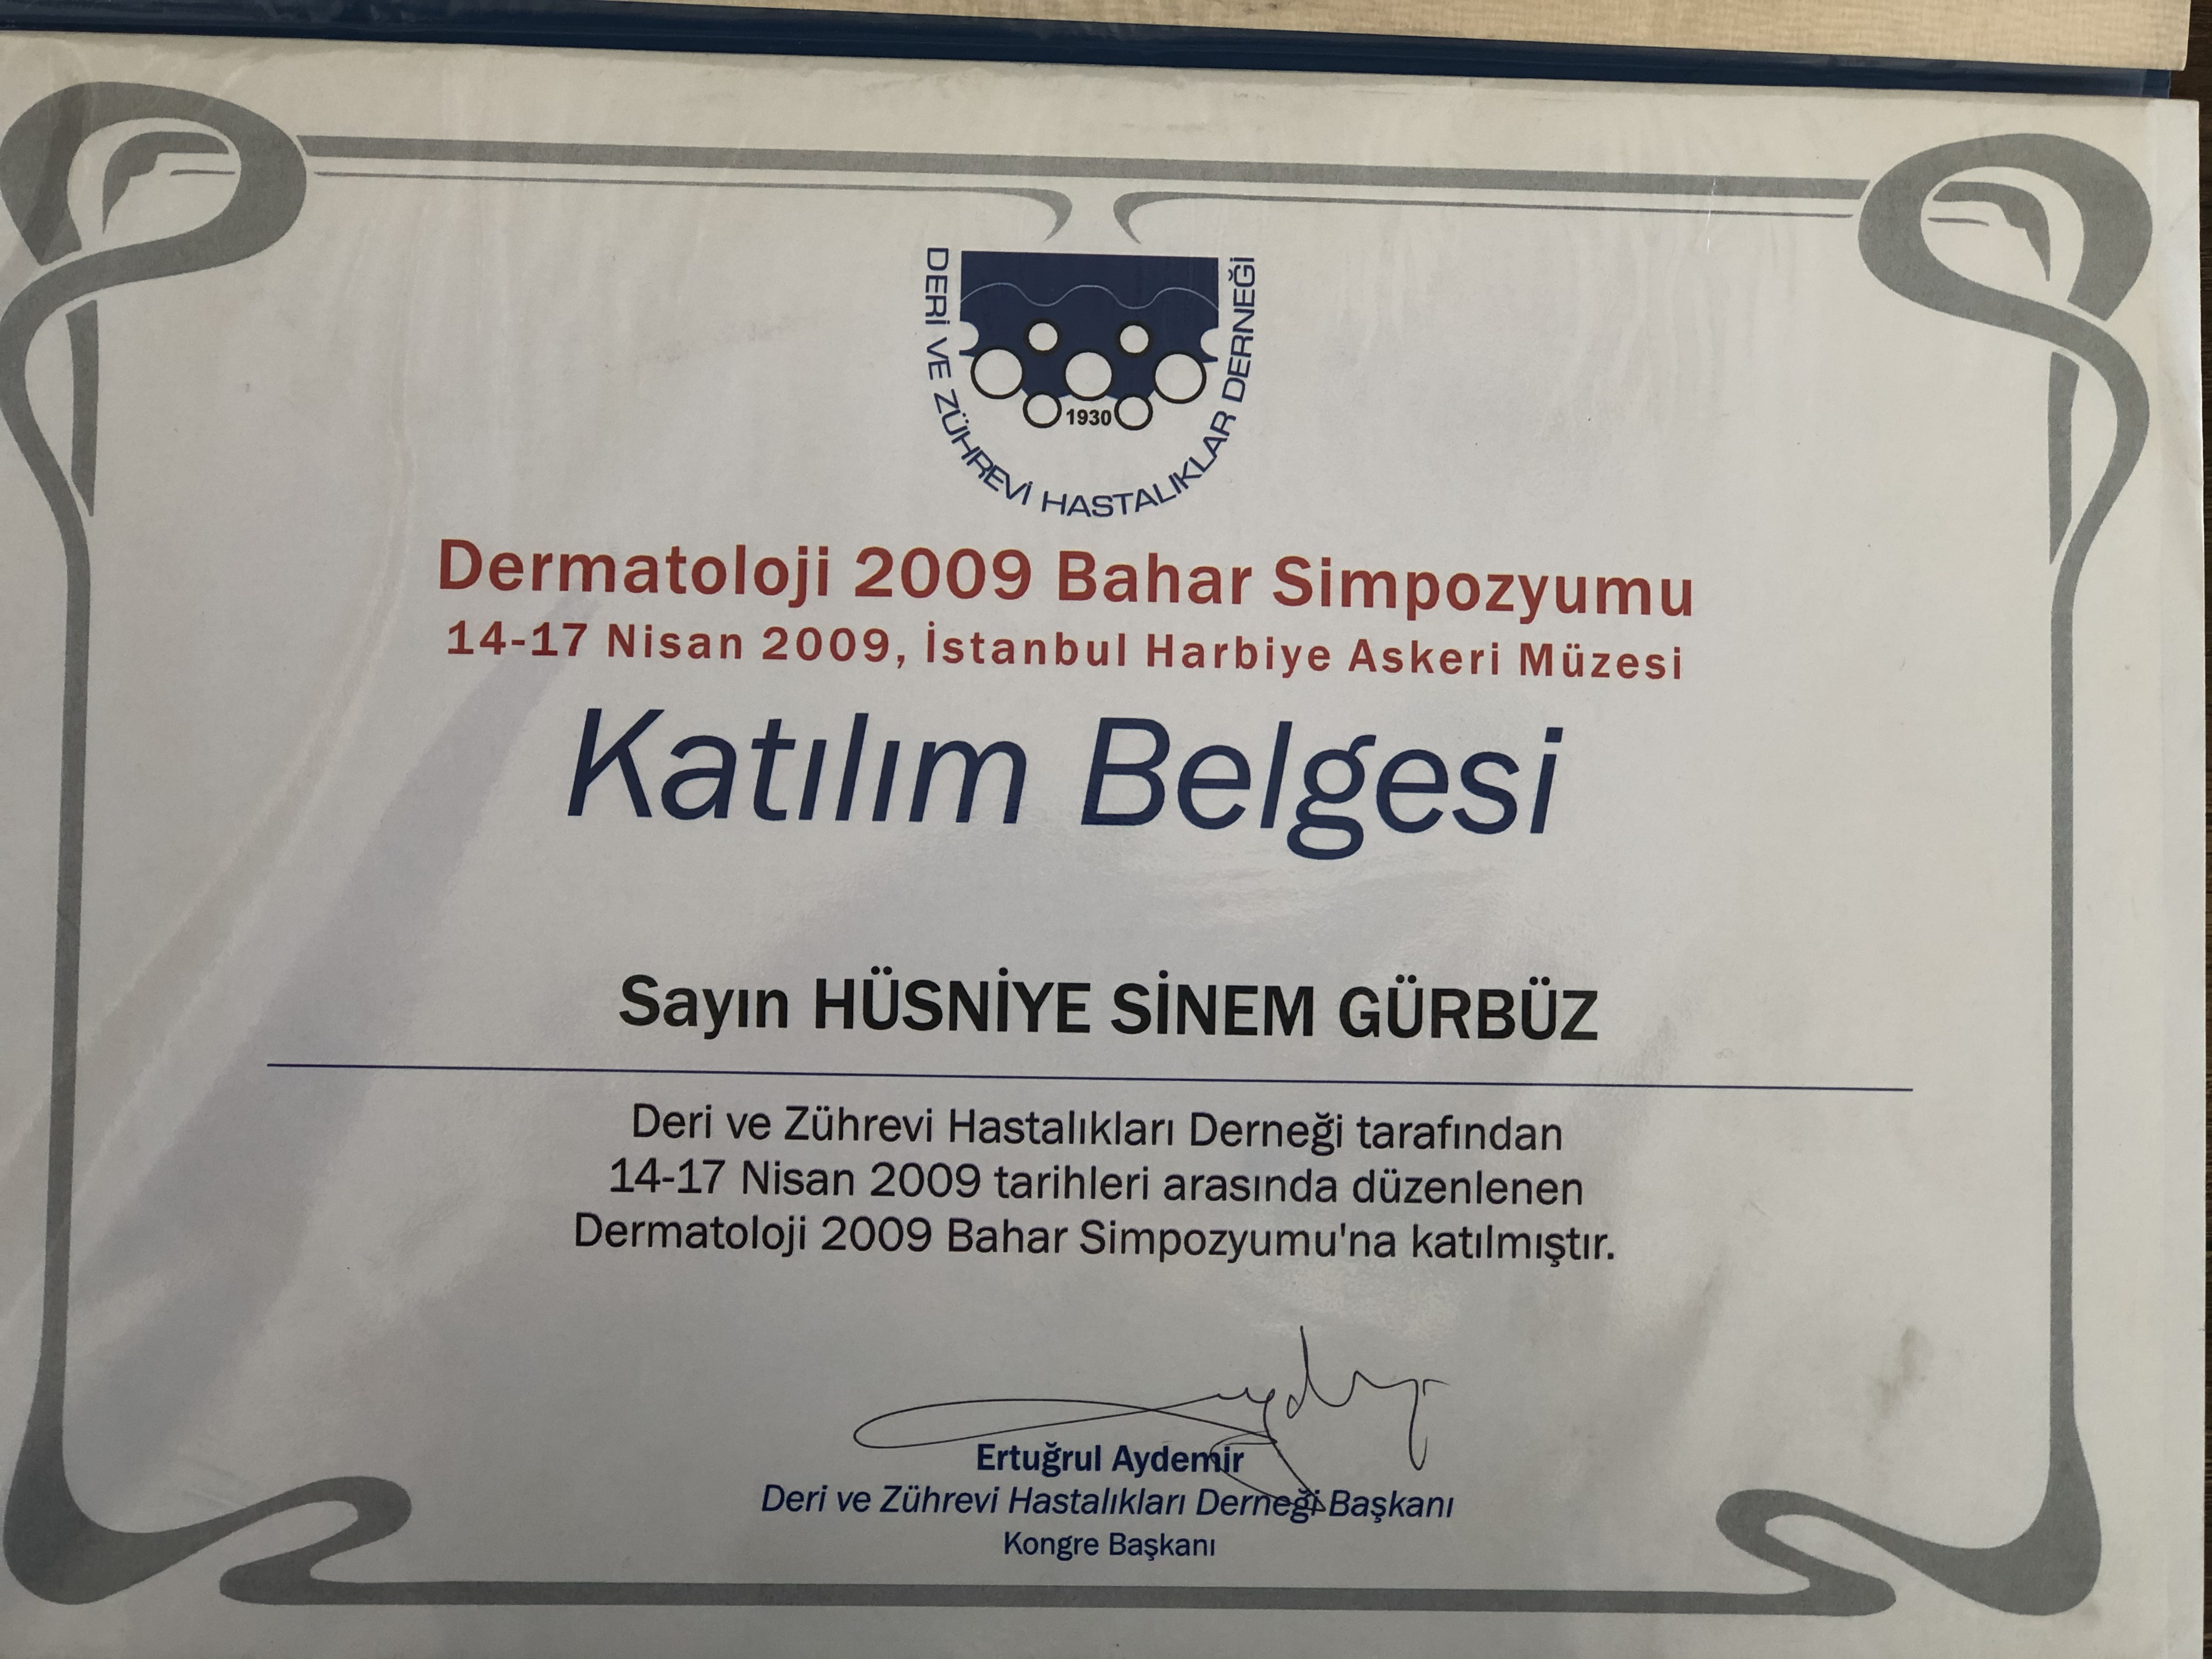 DERİ VE ZÜHREVİ HASTALIKLAR DERNEĞİ
1930
Dermatoloji 2009 Bahar Simpozyumu
14-17 Nisan 2009, İstanbul Harbiye Askeri Müzesi
Katılım Belgesi
Sayın HÜSNİYE SİNEM GÜRBÜZ
Deri ve Zührevi Hastalıkları Derneği tarafından
14-17 Nisan 2009 tarihleri arasında düzenlenen
Dermatoloji 2009 Bahar Simpozyumu'na katılmıştır.
Ertuğrul Aydemir
Deri ve Zührevi Hastalıkları Derneği Başkanı
Kongre Başkanı